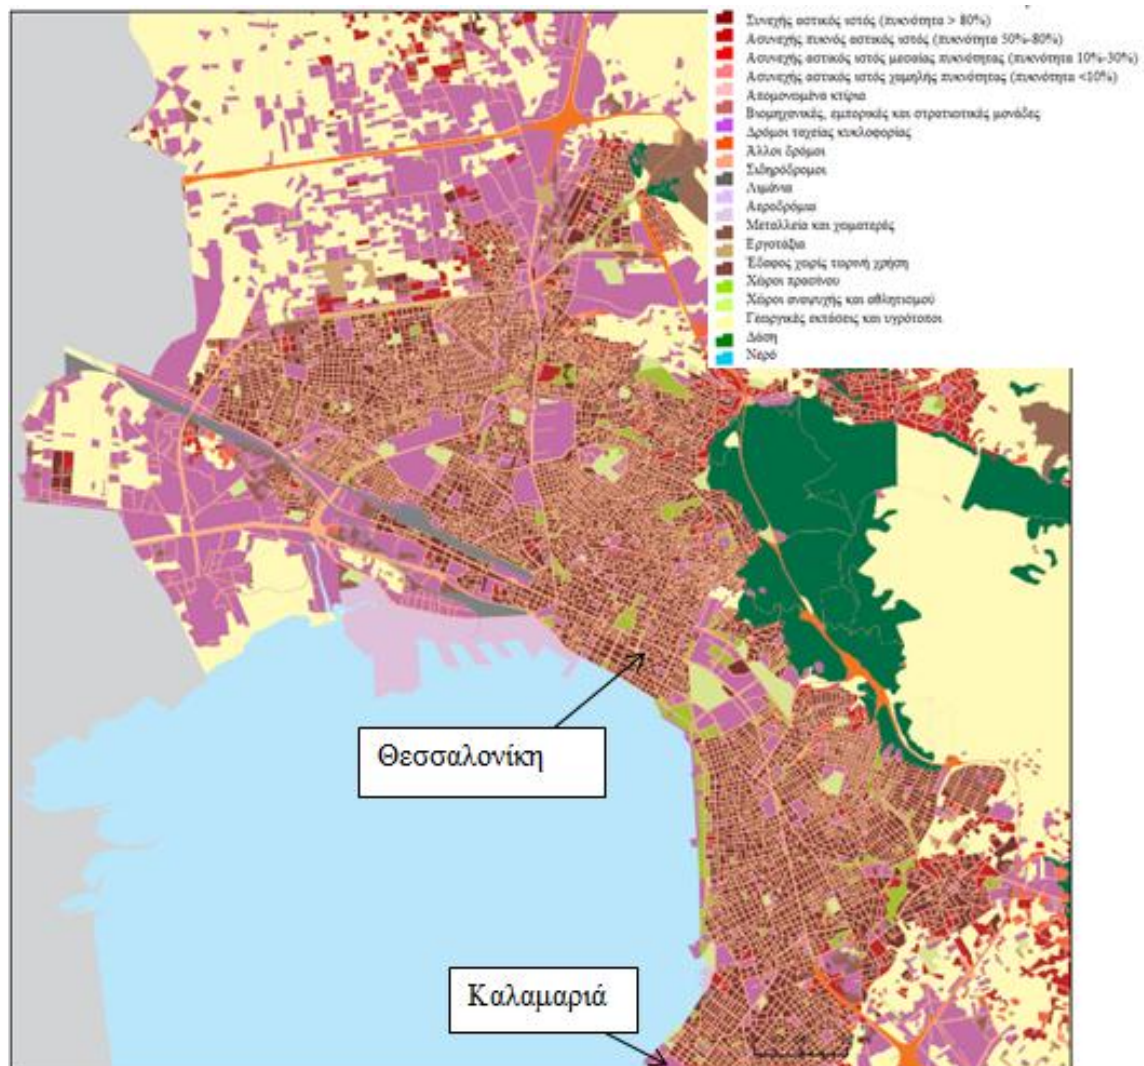 Συνεχής αστικός ιστός (πυκνότητα > 80%)
Ασυνεχής πυκνός αστικός ιστός (πυκνότητα 50%-80%)
Ασυνεχής αστικός ιστός μεσαίας πυκνότητας (πυκνότητα 10%-30%)
Ασυνεχής αστικός ιστός χαμηλής πυκνότητας (πυκνότητα <10%)
Απομονωμένα κτίρια
Βιομηχανικές, εμπορικές και στρατιωτικές μονάδες
Δρόμοι ταχείας κυκλοφορίας
Άλλοι δρόμοι
Σιδηρόδρομοι
Λιμάνια
Αεροδρόμια
Μεταλλεία και χωματερές
Εργοτάξια
Έδαφος χωρίς τωρινή χρήση
Χώροι πρασίνου
Χώροι αναψυχής και αθλητισμού
Γεωργικές εκτάσεις και υγρότοποι
Δάση
Νερό
Θεσσαλονίκη
Καλαμαριά